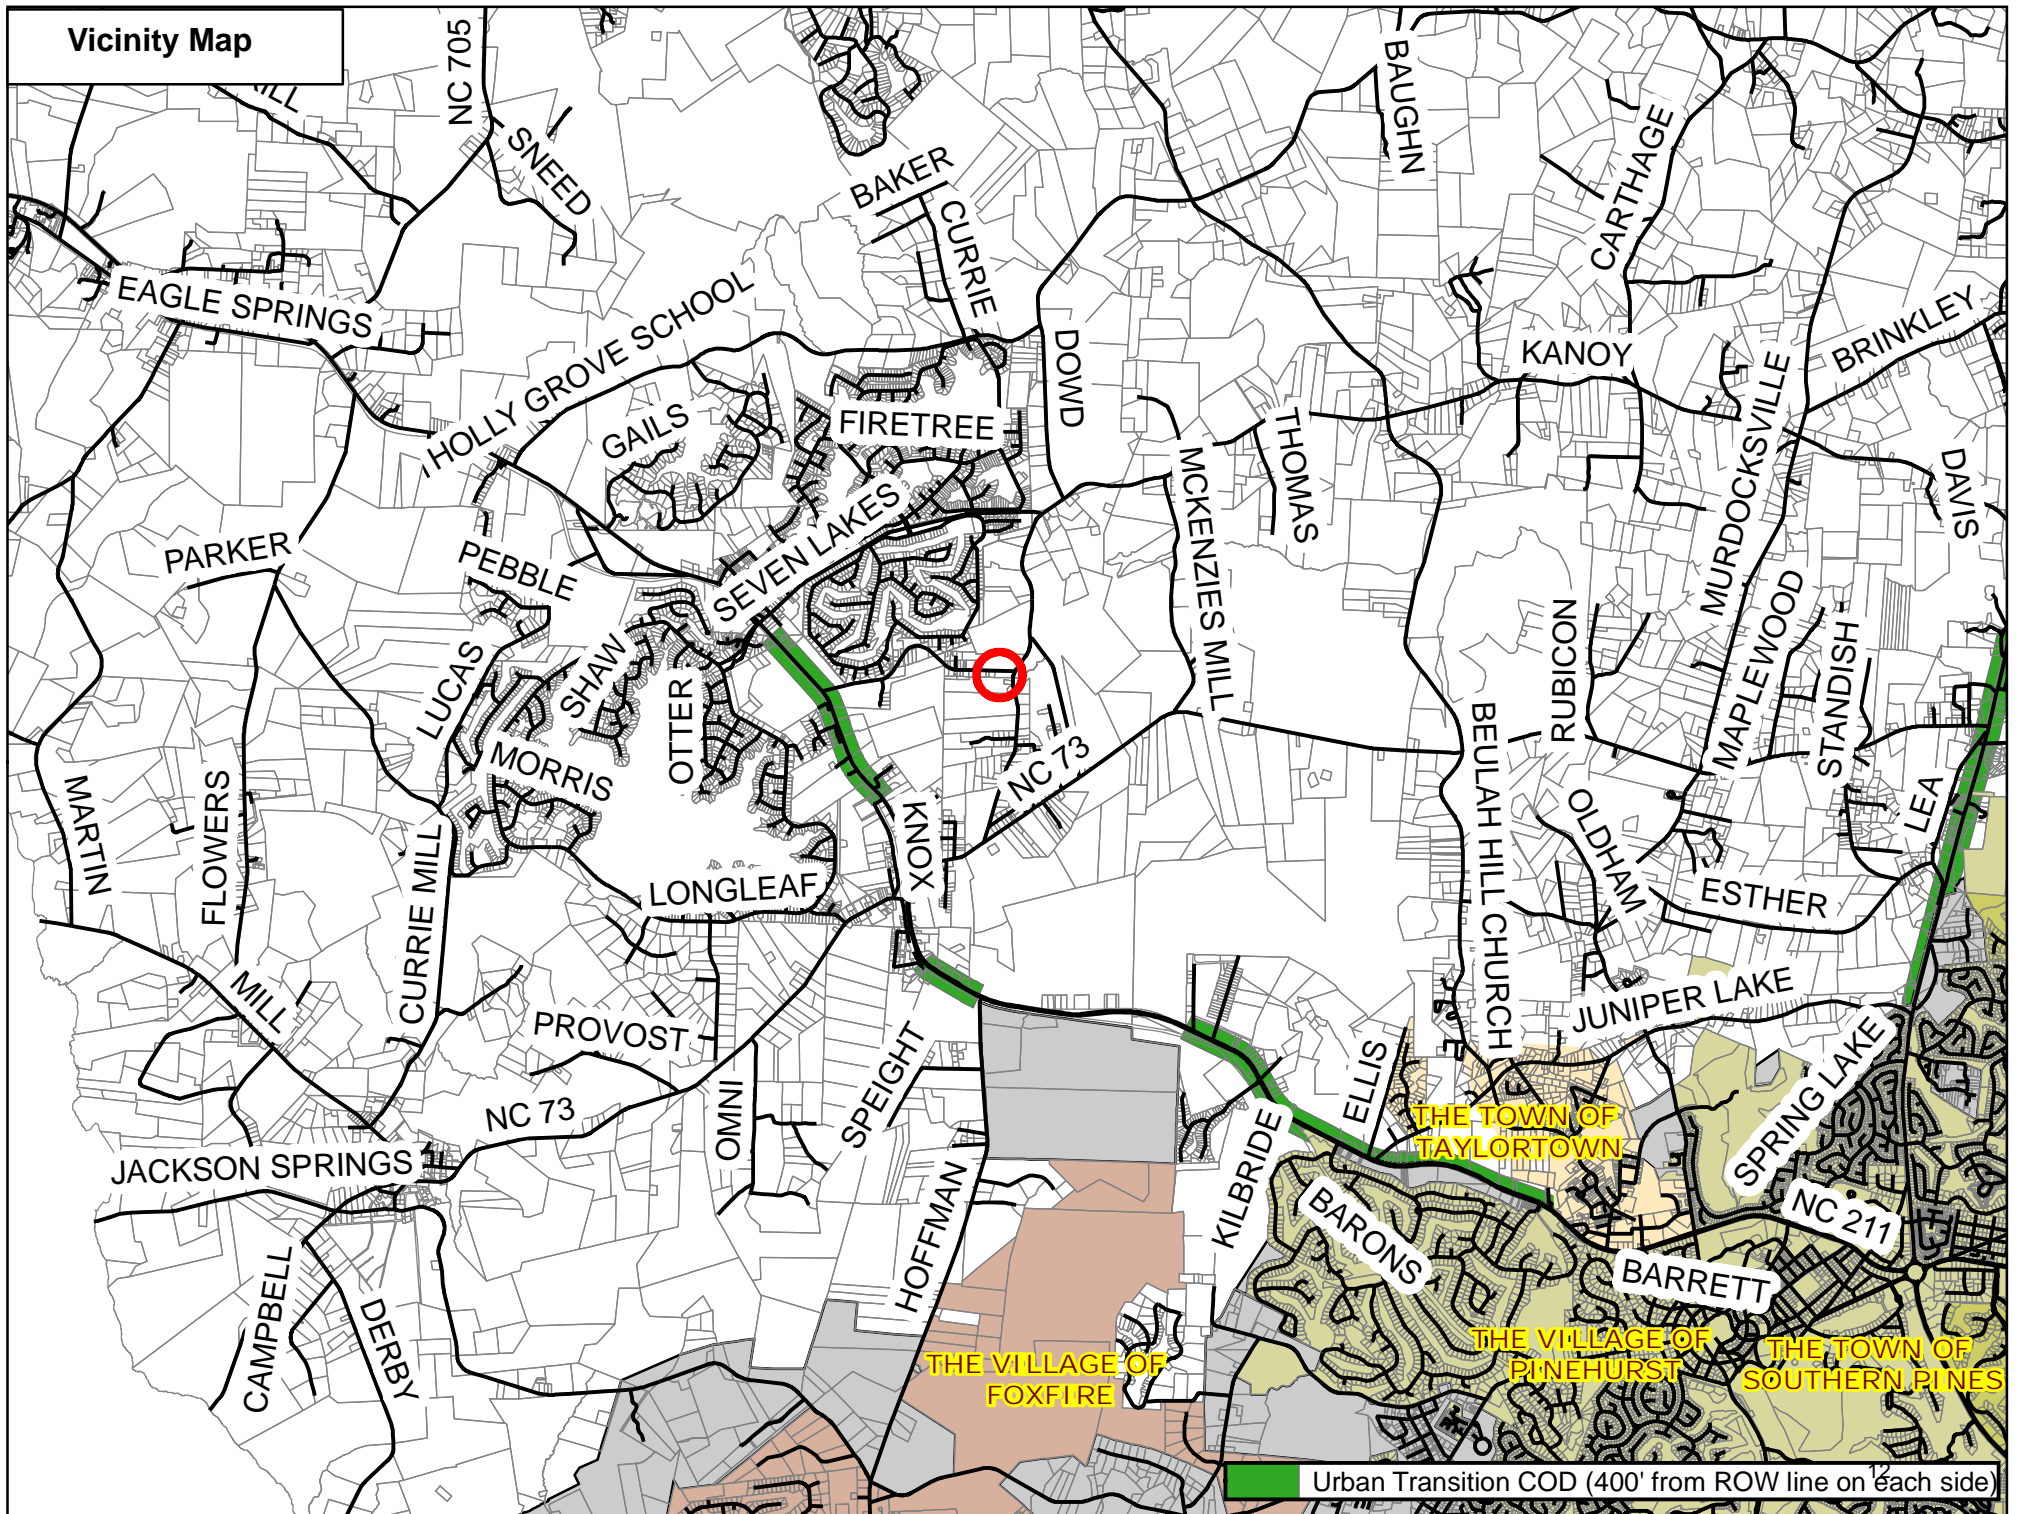 Vicinity Map
NC 705
SNEED
BAUGHN
CARTHAGE
BAKER
CURRIE
EAGLE SPRINGS
HOLLY GROVE SCHOOL
DOWD
KANOY
MURDOCKSVILLE
BRINKLEY
GAILS
FIRETREE
THOMAS
MCKENZIES MILL
DAVIS
PARKER
PEBBLE
SEVEN LAKES
LUCAS
SHAW
OTTER
RUBICON
MAPLEWOOD
STANDISH
MORRIS
NC 73
MARTIN
FLOWERS
CURRIE MILL
KNOX
BEULAH HILL CHURCH
OLDHAM
LEA
LONGLEAF
ESTHER
MILL
PROVOST
JUNIPER LAKE
SPEIGHT
OMNI
NC 73
ELLIS
SPRING LAKE
THE TOWN OF
TAYLORTOWN
JACKSON SPRINGS
HOFFMAN
KILBRIDE
BARONS
NC 211
BARRETT
CAMPBELL
DERBY
THE VILLAGE OF
FOXFIRE
THE VILLAGE OF
PINEHURST
THE TOWN OF
SOUTHERN PINES
Urban Transition COD (400' from ROW line on each side)
12